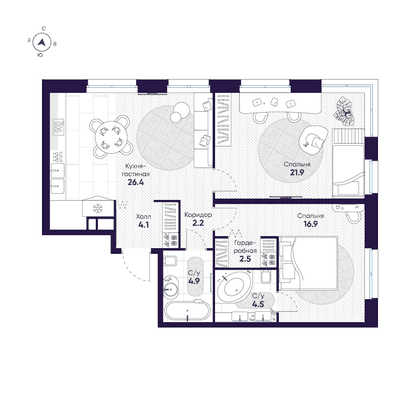 С
З В
Ю
Кухня-
гостиная
26.4
Спальня
21.9
Холл
4.1
Коридор
2.2
Спальня
16.9
Гарде-
робная
2.5
С/у
4.9
С/у
4.5